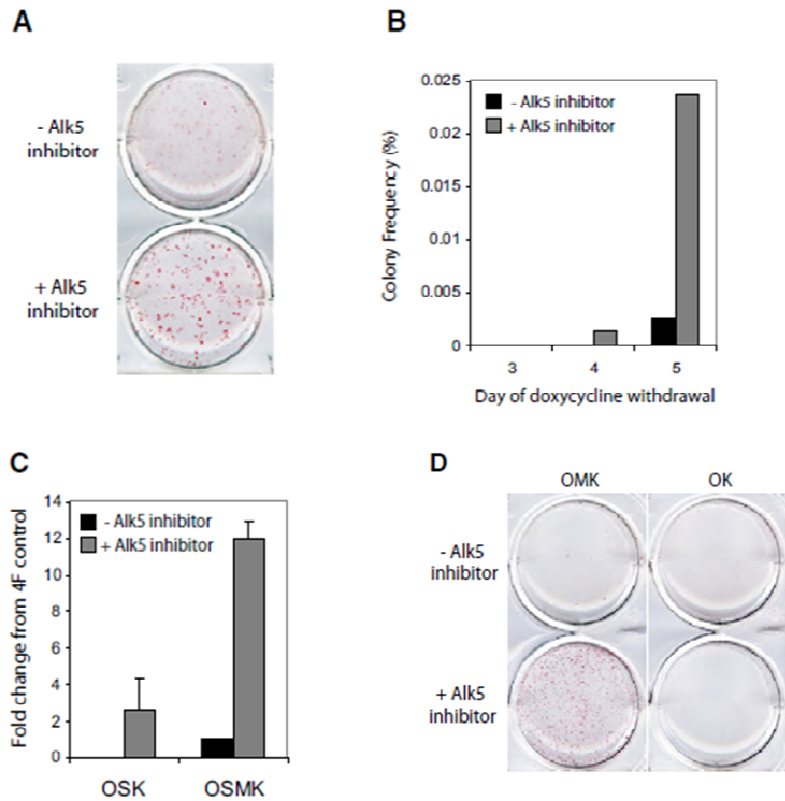 A
- Alk5
inhibitor
+ Alk5
inhibitor
B
0.025
0.02
0.015
0.01
0.005
0
Colony Frequency (%)
- Alk5 inhibitor
+ Alk5 inhibitor
3 4 5
Day of doxycycline withdrawal
C
14
12
10
8
6
4
2
0
Fold change from 4F control
- Alk5 inhibitor
+ Alk5 inhibitor
OSK OSMK
D
OMK OK
- Alk5
inhibitor
+ Alk5
inhibitor